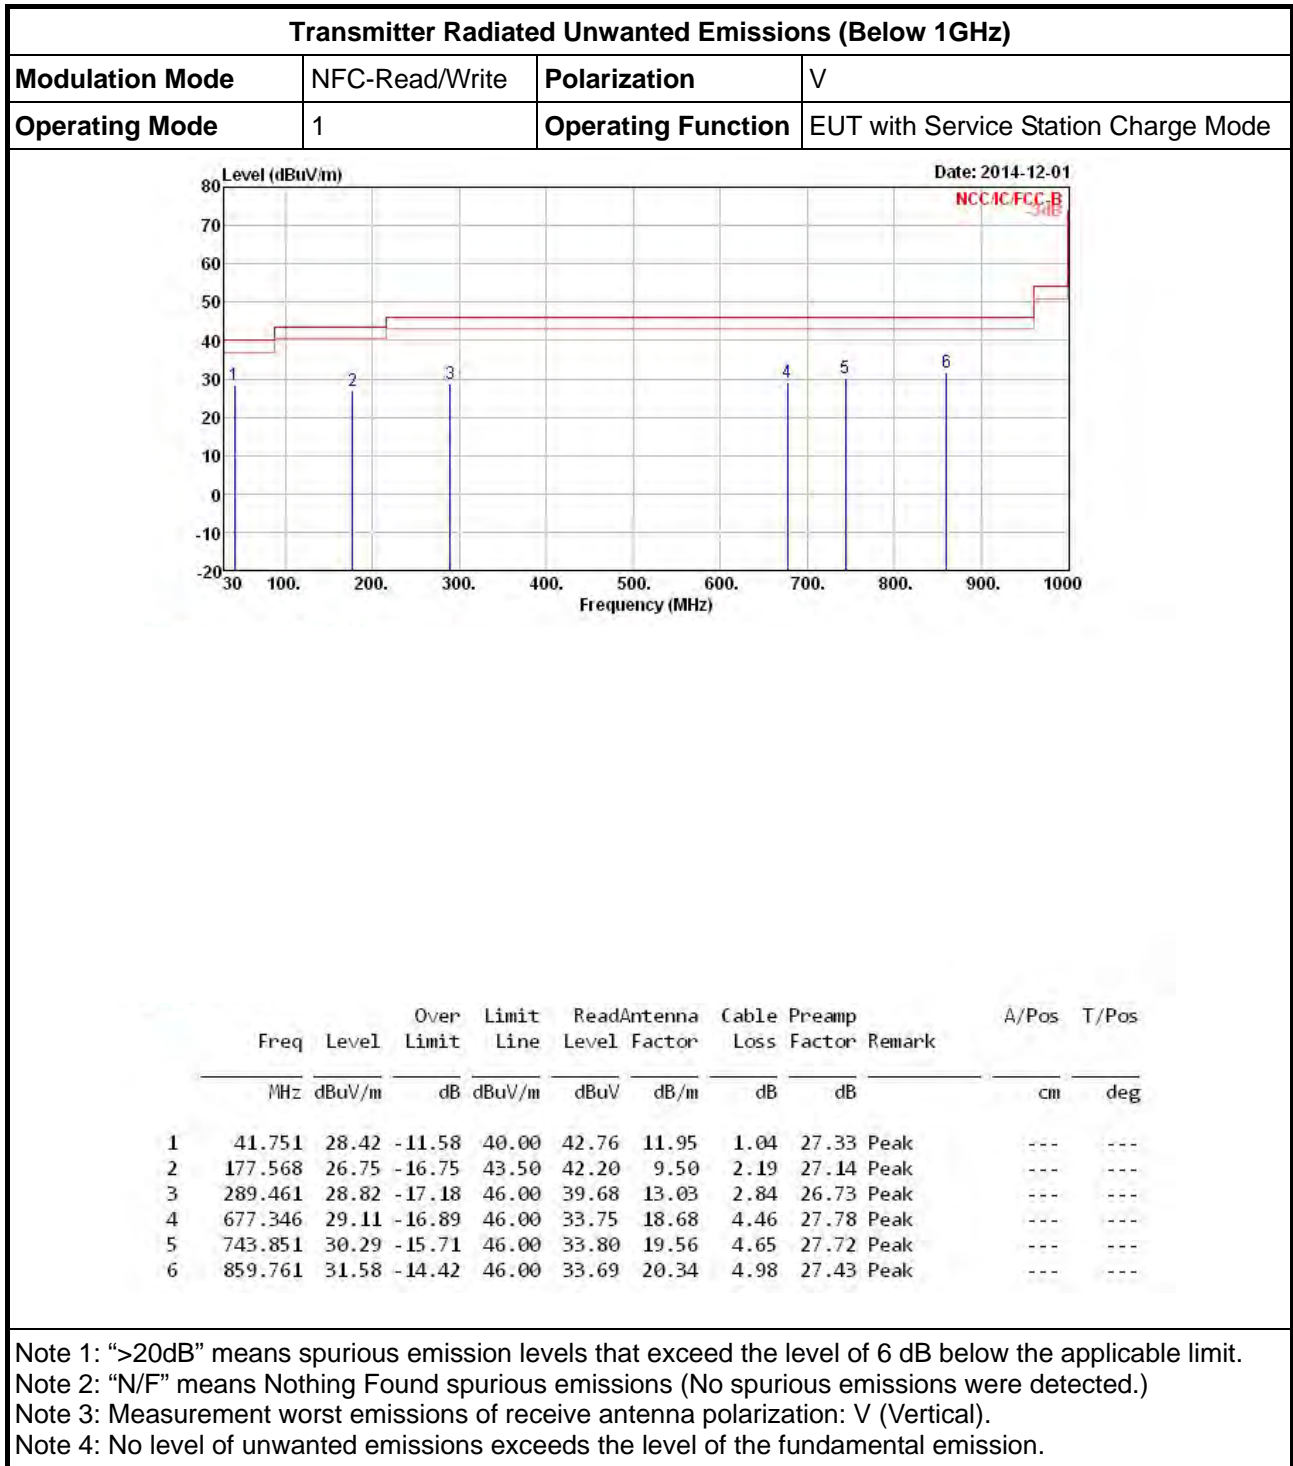 Transmitter Radiated Unwanted Emissions (Below 1GHz)
Modulation Mode NFC-Read/Write Polarization V
Operating Mode 1 Operating Function EUT with Service Station Charge Mode
Level (dBuV/m) Date: 2014-12-01
NCC/IC/FCC-B
-3dB
80
70
60
50
40
30
20
10
0
-10
-20
1 2 3 4 5 6
30 100. 200. 300. 400. 500. 600. 700. 800. 900. 1000
Frequency (MHz)
Over Limit ReadAntenna Cable Preamp A/Pos T/Pos
Freq Level Limit Line Level Factor Loss Factor Remark
MHz dBuV/m dB dBuV/m dBuV dB/m dB dB cm deg
1 41.751 28.42 -11.58 40.00 42.76 11.95 1.04 27.33 Peak --- ---
2 177.568 26.75 -16.75 43.50 42.20 9.50 2.19 27.14 Peak --- ---
3 289.461 28.82 -17.18 46.00 39.68 13.03 2.84 26.73 Peak --- ---
4 677.346 29.11 -16.89 46.00 33.75 18.68 4.46 27.78 Peak --- ---
5 743.851 30.29 -15.71 46.00 33.80 19.56 4.65 27.72 Peak --- ---
6 859.761 31.58 -14.42 46.00 33.69 20.34 4.98 27.43 Peak --- ---
Note 1: “>20dB” means spurious emission levels that exceed the level of 6 dB below the applicable limit.
Note 2: “N/F” means Nothing Found spurious emissions (No spurious emissions were detected.)
Note 3: Measurement worst emissions of receive antenna polarization: V (Vertical).
Note 4: No level of unwanted emissions exceeds the level of the fundamental emission.